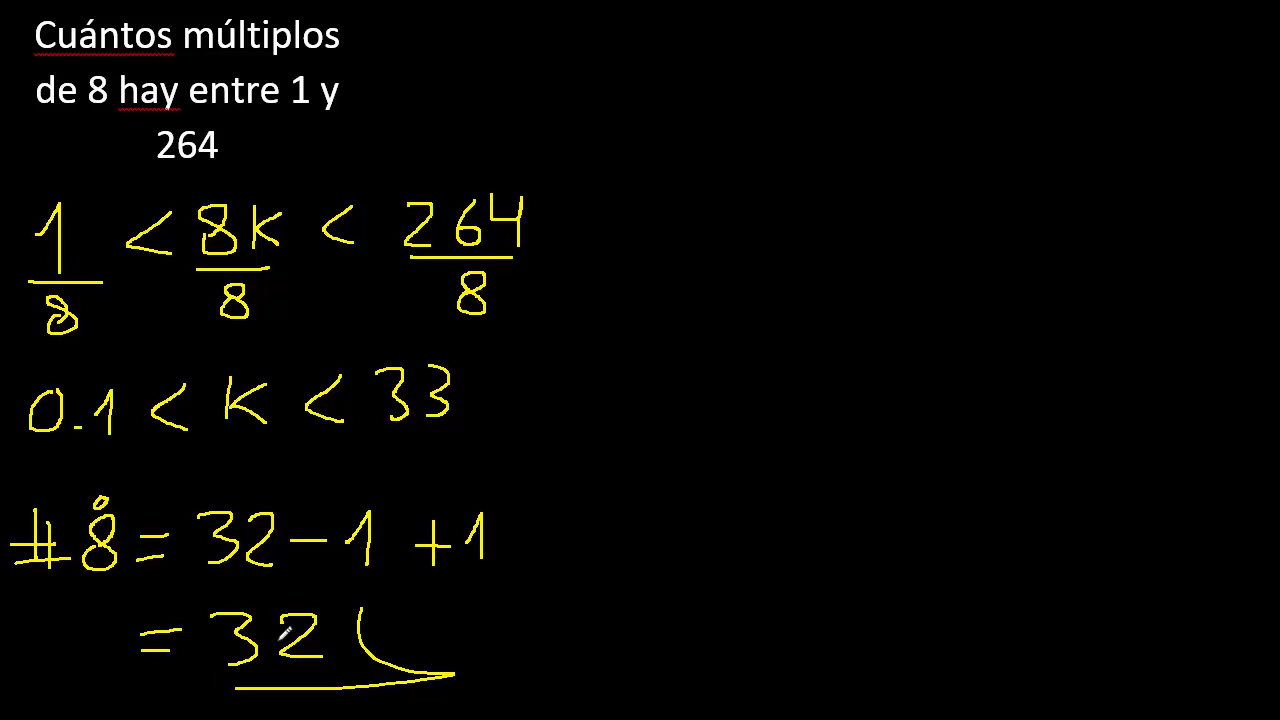 Cuántos múltiplos
de 8 hay entre 1 y
264
1 < 8k < 264
8 8 8
0.1 < k < 33
# 8̊ = 32 - 1 + 1
= 32